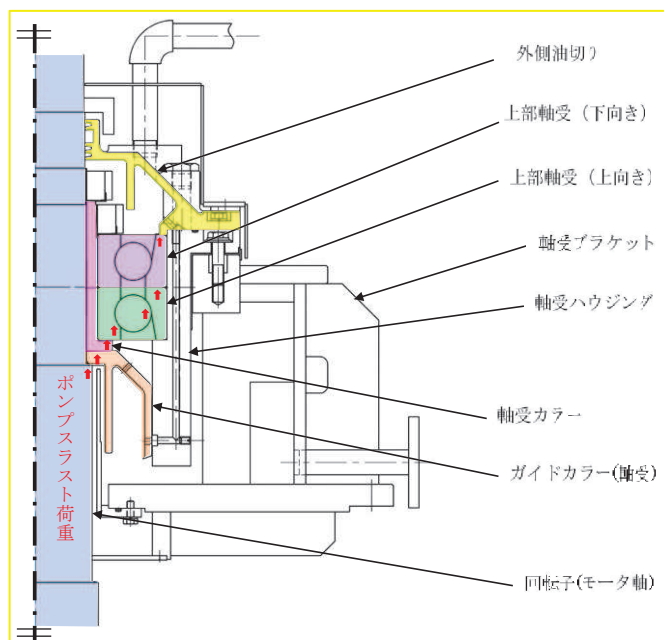 外側油切り
上部軸受（下向き）
上部軸受（上向き）
軸受ブラケット
軸受ハウジング
軸受カラー
ガイドカラー(軸受)
回転子(モータ軸)
ポンプスラスト荷重